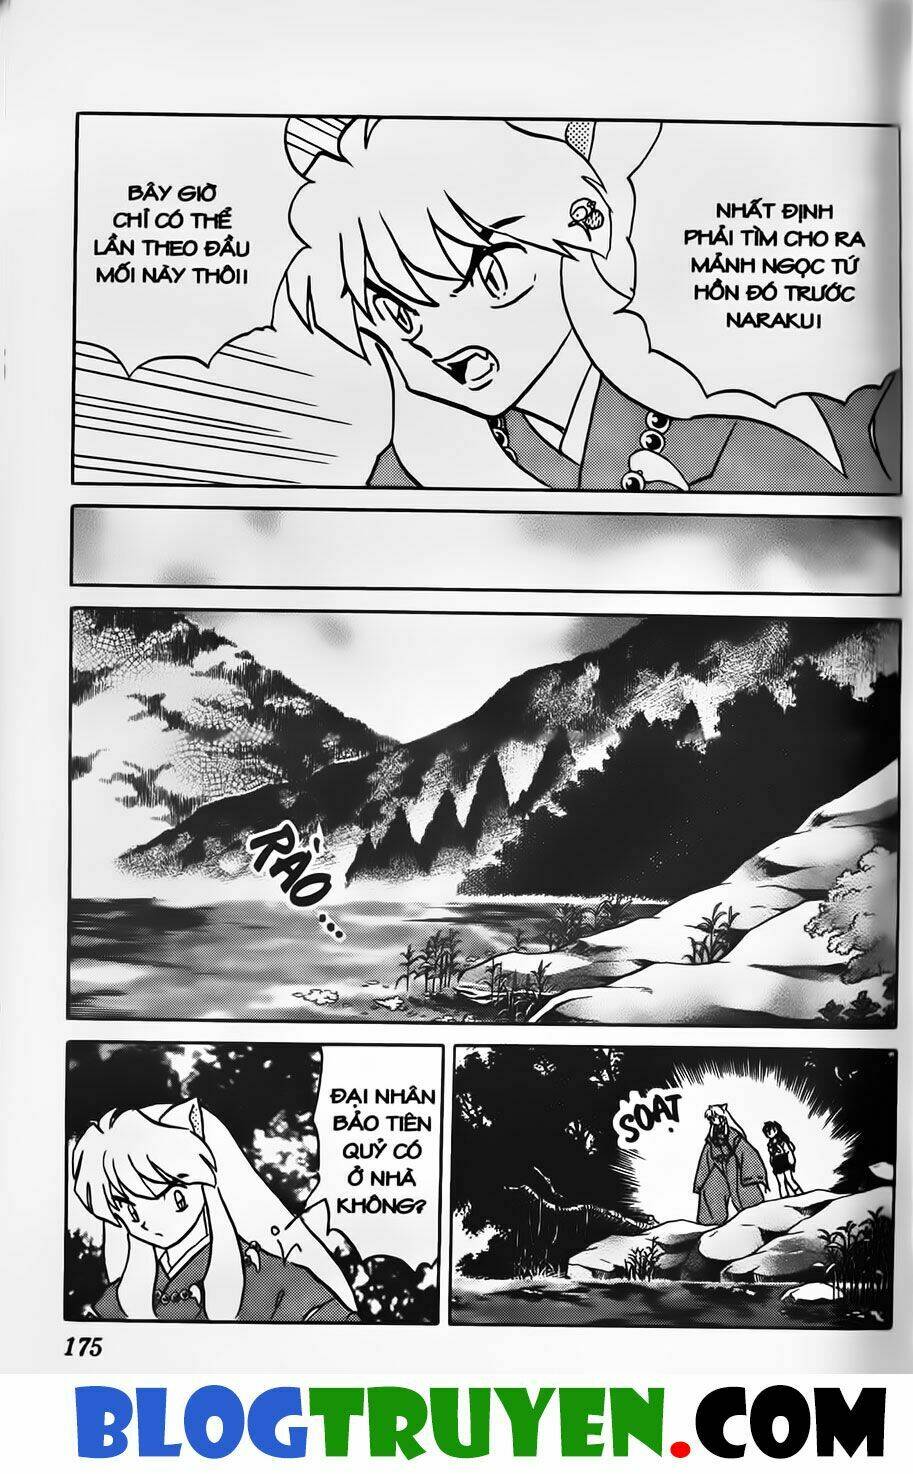 NHẤT ĐỊNH
PHẢI TÌM CHO RA
MẢNH NGỌC TỨ
HỒN ĐÓ TRƯỚC
NARAKU!
BÂY GIỜ
CHỈ CÓ THỂ
LẦN THEO ĐẦU
MỐI NÀY THÔI!
RÀO...
SOẠT
ĐẠI NHÂN
BẢO TIÊN
QUỶ CÓ
Ở NHÀ
KHÔNG?
175
BLOGTRUYEN.COM